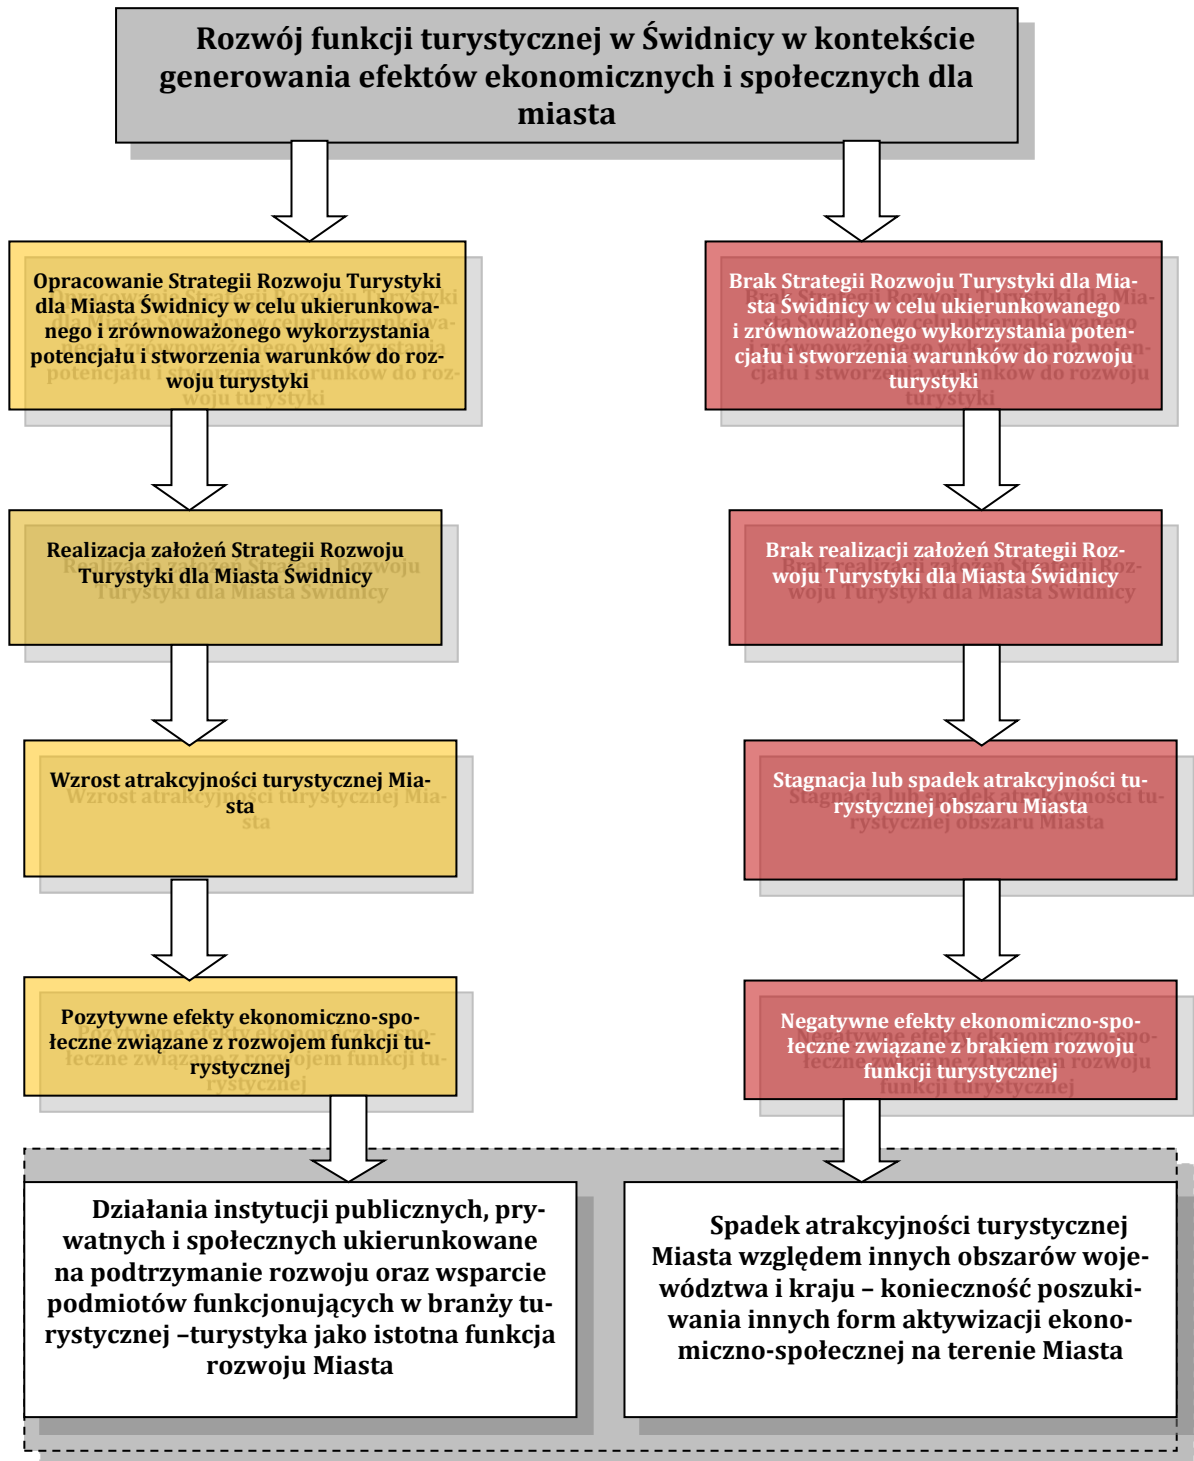 Rozwój funkcji turystycznej w Świdnicy w kontekście
generowania efektów ekonomicznych i społecznych dla
miasta
Opracowanie Strategii Rozwoju Turystyki
dla Miasta Świdnicy w celu ukierunkowa-
nego i zrównoważonego wykorzystania
potencjału i stworzenia warunków do roz-
woju turystyki
Brak Strategii Rozwoju Turystyki dla Mia-
sta Świdnicy w celu ukierunkowanego
i zrównoważonego wykorzystania poten-
cjału i stworzenia warunków do rozwoju
turystyki
Realizacja założeń Strategii Rozwoju
Turystyki dla Miasta Świdnicy
Brak realizacji założeń Strategii Roz-
woju Turystyki dla Miasta Świdnicy
Wzrost atrakcyjności turystycznej Mia-
sta
Stagnacja lub spadek atrakcyjności tu-
rystycznej obszaru Miasta
Pozytywne efekty ekonomiczno-spo-
łeczne związane z rozwojem funkcji tu-
rystycznej
Negatywne efekty ekonomiczno-spo-
łeczne związane z brakiem rozwoju
funkcji turystycznej
Działania instytucji publicznych, pry-
watnych i społecznych ukierunkowane
na podtrzymanie rozwoju oraz wsparcie
podmiotów funkcjonujących w branży tu-
rystycznej –turystyka jako istotna funkcja
rozwoju Miasta
Spadek atrakcyjności turystycznej
Miasta względem innych obszarów woje-
wództwa i kraju – konieczność poszuki-
wania innych form aktywizacji ekono-
miczno-społecznej na terenie Miasta